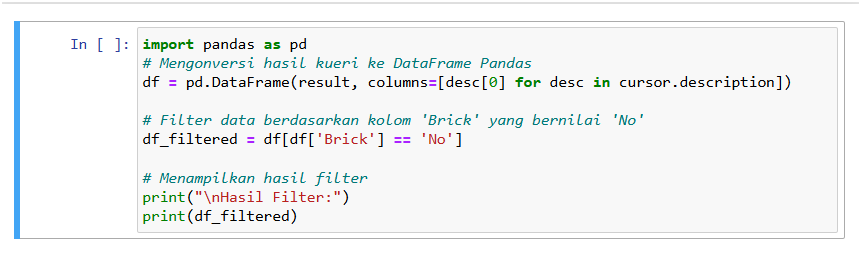 In [ ]:
import pandas as pd
# Mengonversi hasil kueri ke DataFrame Pandas
df = pd.DataFrame(result, columns=[desc[0] for desc in cursor.description])
# Filter data berdasarkan kolom 'Brick' yang bernilai 'No'
df_filtered = df[df['Brick'] == 'No']
# Menampilkan hasil filter
print("\nHasil Filter:")
print(df_filtered)